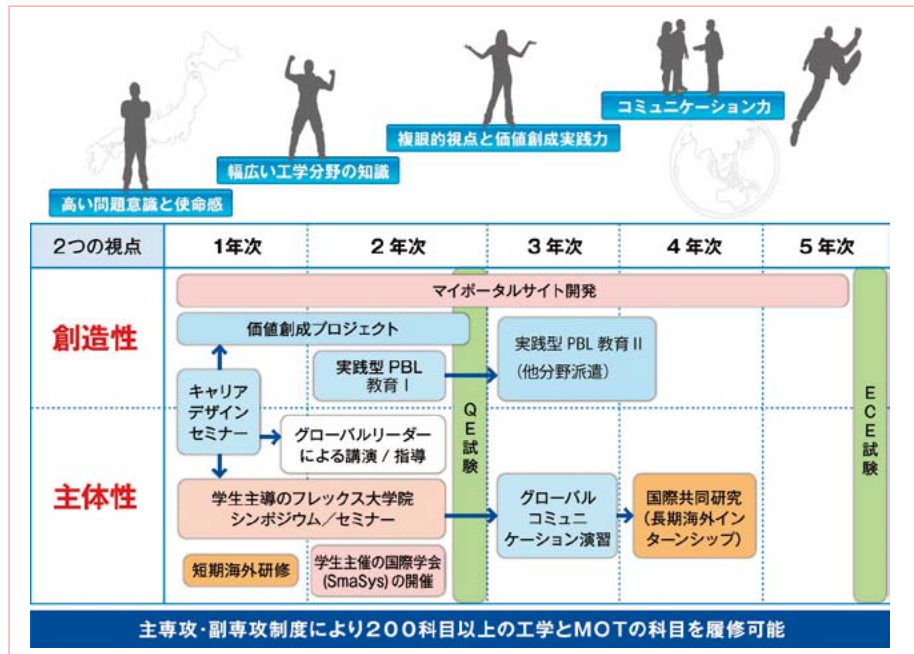 コミュニケーション力
複眼的視点と価値創成実践力
幅広い工学分野の知識
高い問題意識と使命感
2つの視点
1年次
2年次
3年次
4年次
5年次
マイポータルサイト開発
創造性
価値創成プロジェクト
実践型 PBL
教育 I
実践型 PBL 教育 II
(他分野派遣)
キャリア
デザイン
セミナー
QE試験
ECE試験
グローバルリーダー
による講演 / 指導
主体性
学生主導のフレックス大学院
シンポジウム/セミナー
グローバル
コミュニ
ケーション演習
国際共同研究
(長期海外イン
ターンシップ)
短期海外研修
学生主催の国際学会
(SmaSys)の開催
主専攻・副専攻制度により200科目以上の工学とMOTの科目を履修可能